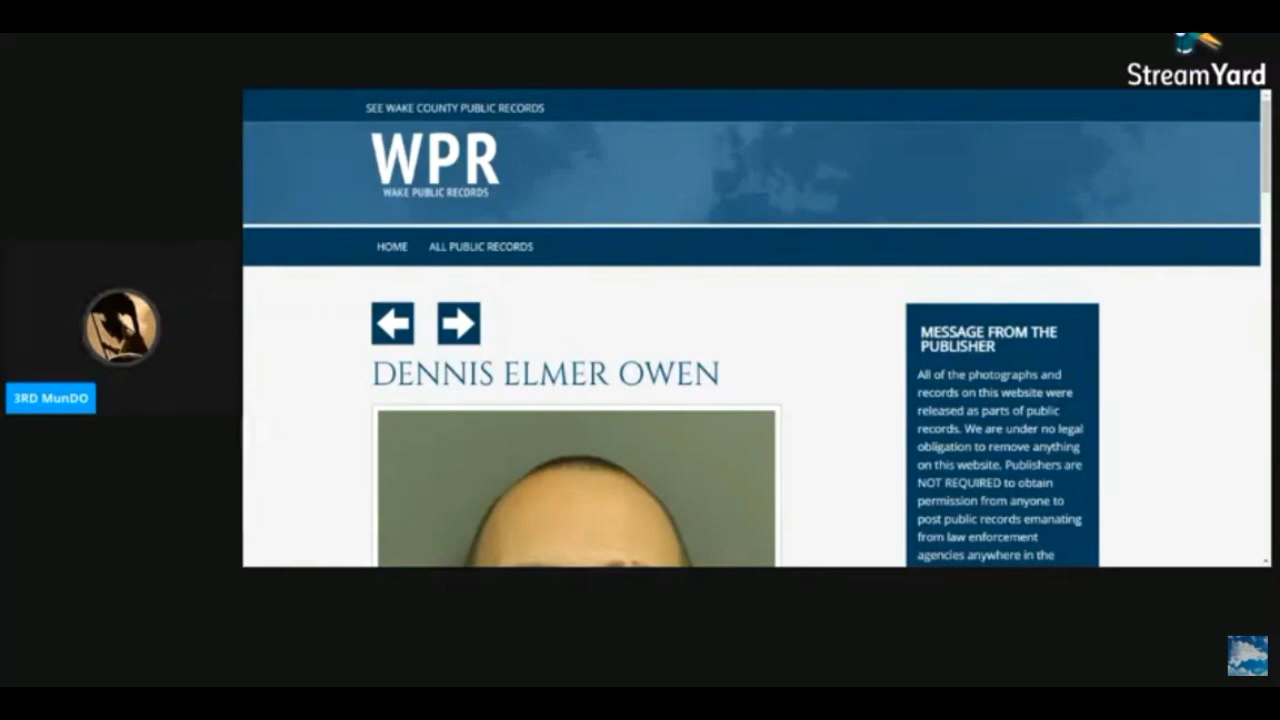 StreamYard
SEE WAKE COUNTY PUBLIC RECORDS
WPR
WAKE PUBLIC RECORDS
HOME ALL PUBLIC RECORDS
DENNIS ELMER OWEN
3RD MunDO
MESSAGE FROM THE
PUBLISHER
All of the photographs and
records on this website were
released as parts of public
records. We are under no legal
obligation to remove anything
on this website. Publishers are
NOT REQUIRED to obtain
permission from anyone to
post public records emanating
from law enforcement
agencies anywhere in the